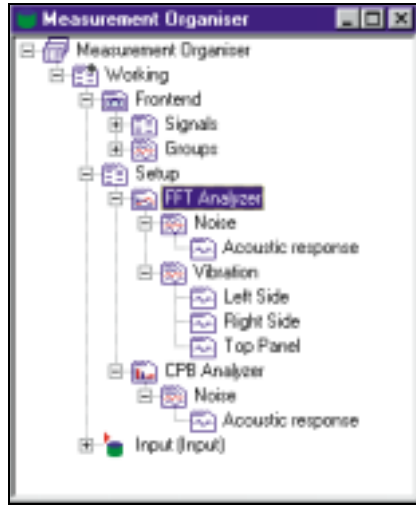 Measurement Organiser
Measurement Organiser
Working
Frontend
Signals
Groups
Setup
FFT Analyzer
Noise
Acoustic response
Vibration
Left Side
Right Side
Top Panel
CPB Analyzer
Noise
Acoustic response
Input (Input)